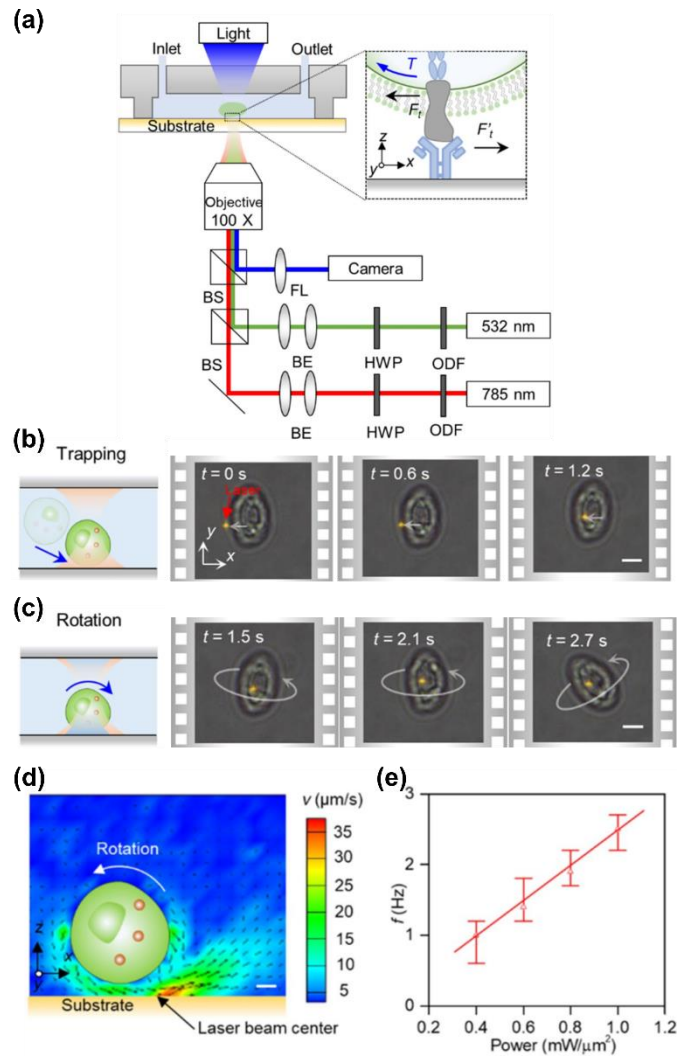 (a)
Light
Inlet
Outlet
Substrate
T
Fₜ
F'ₜ
z
y
x
Objective
100 X
Camera
BS
FL
532 nm
BS
BE
HWP
ODF
785 nm
BE
HWP
ODF
(b)
Trapping
t = 0 s
t = 0.6 s
t = 1.2 s
Laser
y
x
(c)
Rotation
t = 1.5 s
t = 2.1 s
t = 2.7 s
(d)
v (μm/s)
Rotation
35
30
25
20
15
10
5
z
x
y
Substrate
Laser beam center
(e)
3
2
1
0
f (Hz)
0.2 0.4 0.6 0.8 1.0 1.2
Power (mW/μm²)